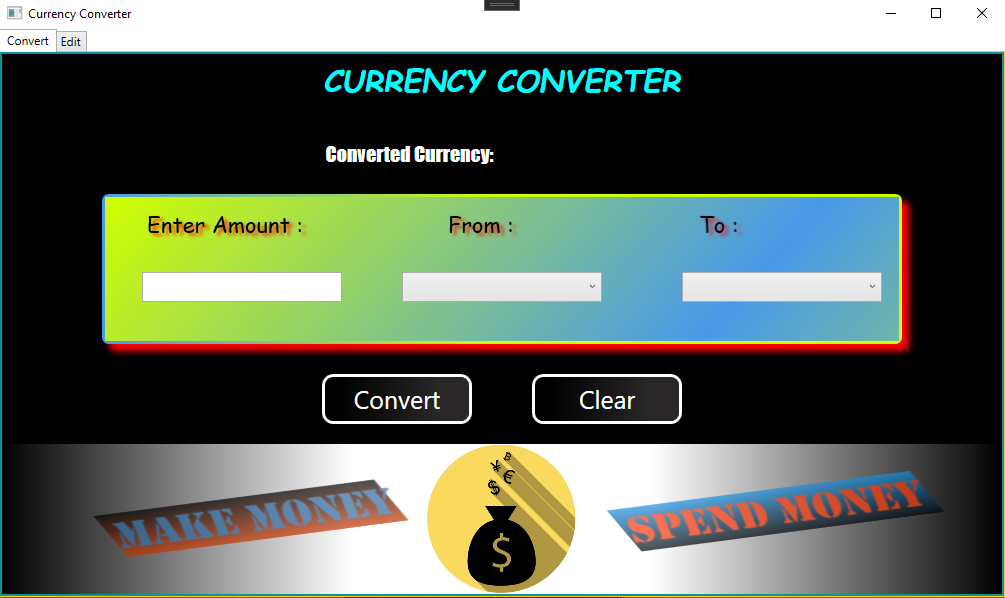 Currency Converter
Convert Edit
CURRENCY CONVERTER
Converted Currency:
Enter Amount : From : To :
Convert Clear
MAKE MONEY SPEND MONEY
¥ B
$ €
$